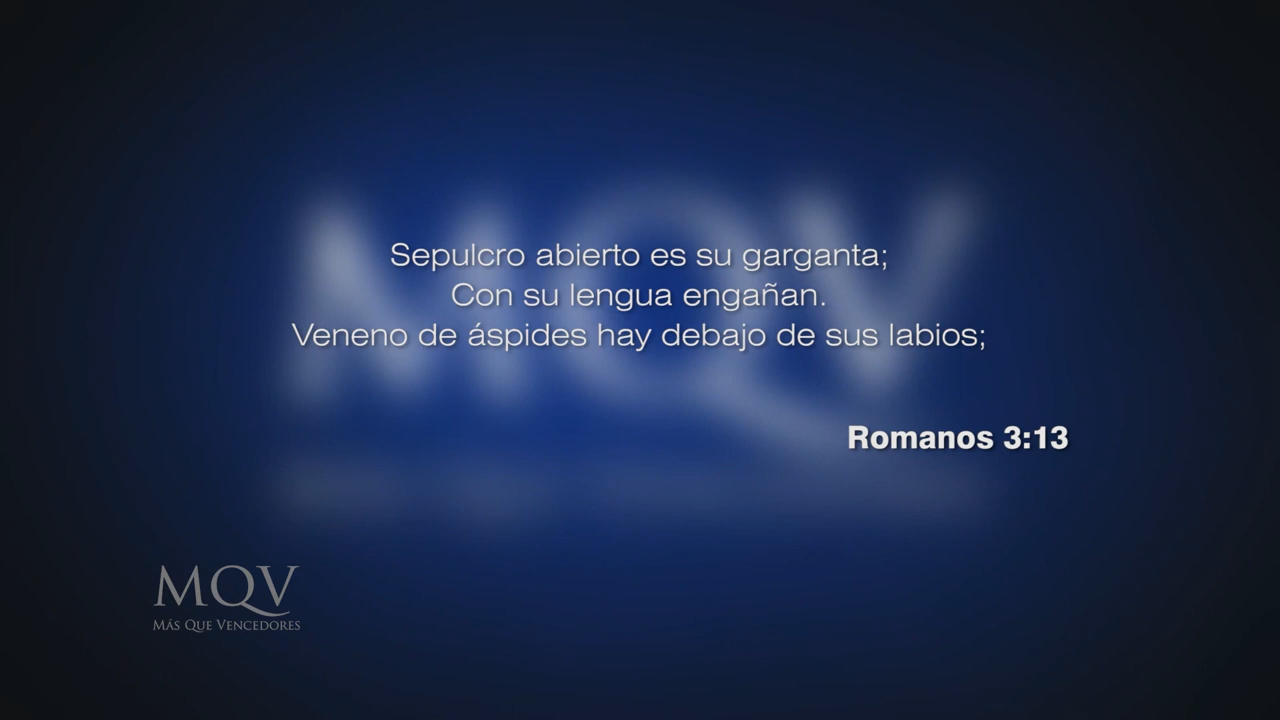 Sepulcro abierto es su garganta;
Con su lengua engañan.
Veneno de áspides hay debajo de sus labios;
Romanos 3:13
MQV
MÁS QUE VENCEDORES